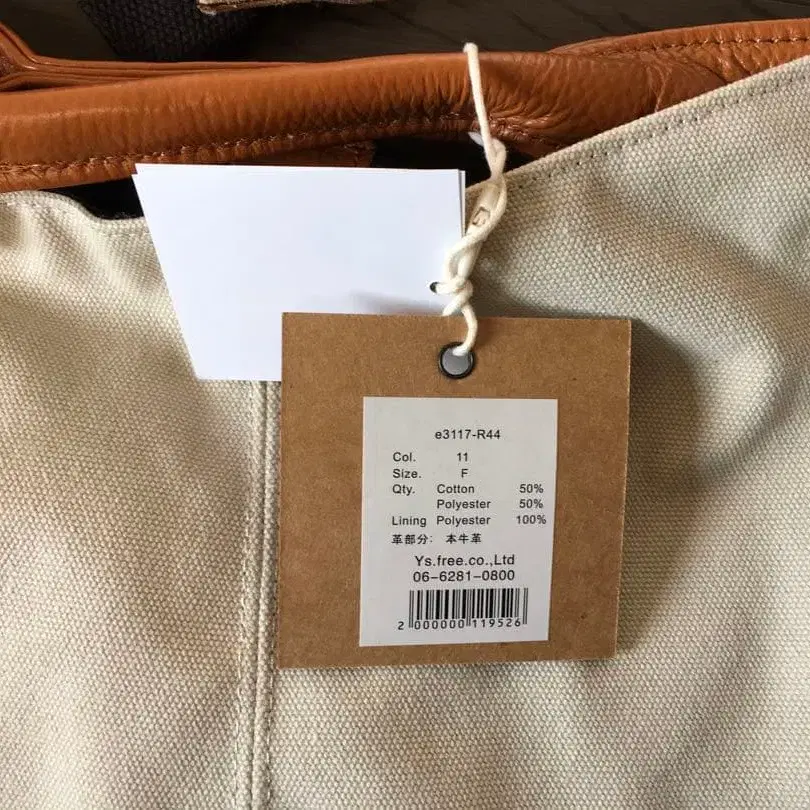 e3117-R44
Col. 11
Size. F
Qty. Cotton 50%
Polyester 50%
Lining Polyester 100%
革部分: 本牛革
Ys.free.co.,Ltd
06-6281-0800
2 000000 119526